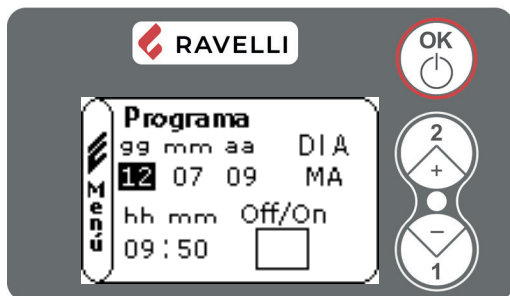 RAVELLI
OK
Menú
Programa
gg mm aa DIA
12 07 09 MA
hh mm Off/On
09:50
2
+
−
1